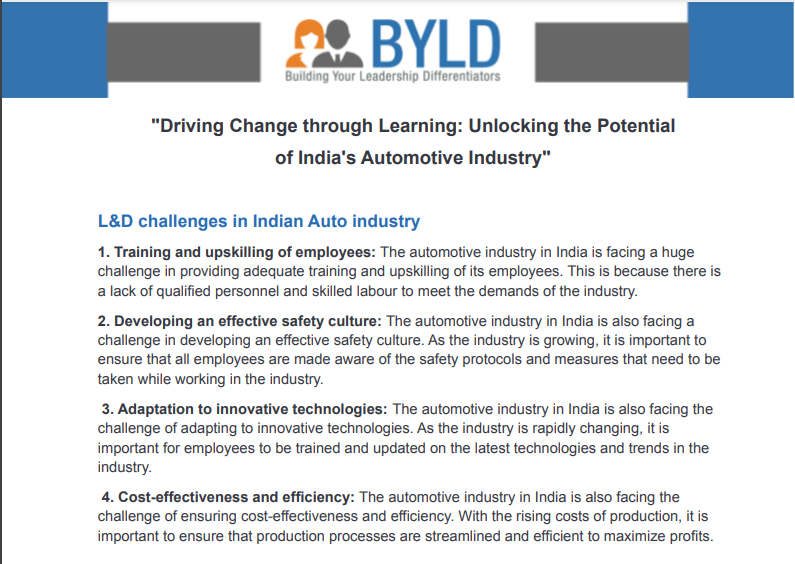 BYLD
Building Your Leadership Differentiators
"Driving Change through Learning: Unlocking the Potential
of India's Automotive Industry"
L&D challenges in Indian Auto industry
1. Training and upskilling of employees: The automotive industry in India is facing a huge
challenge in providing adequate training and upskilling of its employees. This is because there is
a lack of qualified personnel and skilled labour to meet the demands of the industry.
2. Developing an effective safety culture: The automotive industry in India is also facing a
challenge in developing an effective safety culture. As the industry is growing, it is important to
ensure that all employees are made aware of the safety protocols and measures that need to be
taken while working in the industry.
3. Adaptation to innovative technologies: The automotive industry in India is also facing the
challenge of adapting to innovative technologies. As the industry is rapidly changing, it is
important for employees to be trained and updated on the latest technologies and trends in the
industry.
4. Cost-effectiveness and efficiency: The automotive industry in India is also facing the
challenge of ensuring cost-effectiveness and efficiency. With the rising costs of production, it is
important to ensure that production processes are streamlined and efficient to maximize profits.